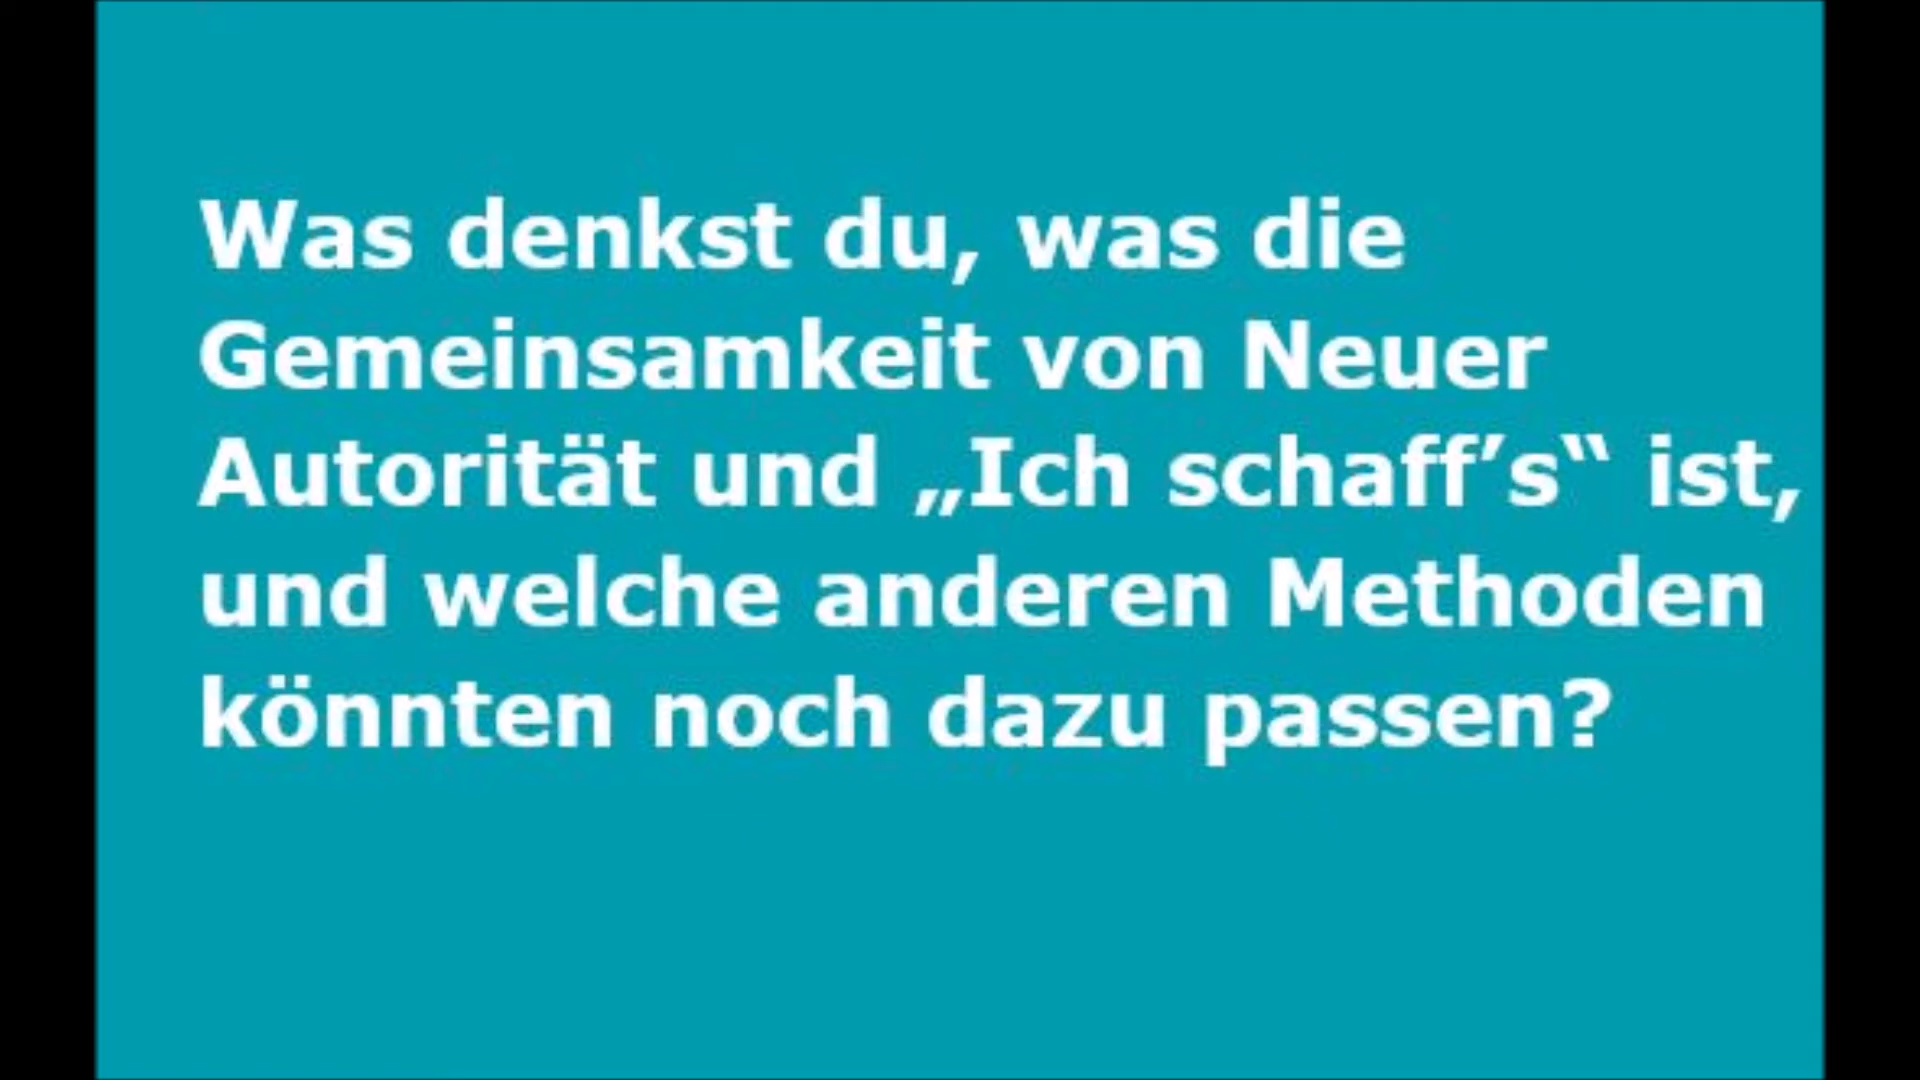 Was denkst du, was die
Gemeinsamkeit von Neuer
Autorität und „Ich schaff’s‟ ist,
und welche anderen Methoden
könnten noch dazu passen?